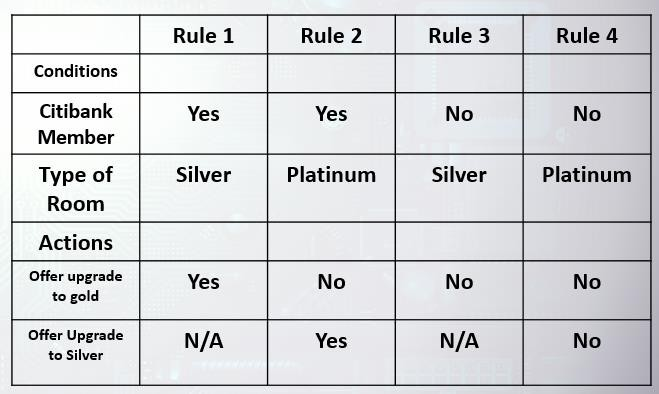 Rule 1 Rule 2 Rule 3 Rule 4
Conditions
Citibank
Member Yes Yes No No
Type of
Room Silver Platinum Silver Platinum
Actions
Offer upgrade
to gold Yes No No No
Offer Upgrade
to Silver N/A Yes N/A No